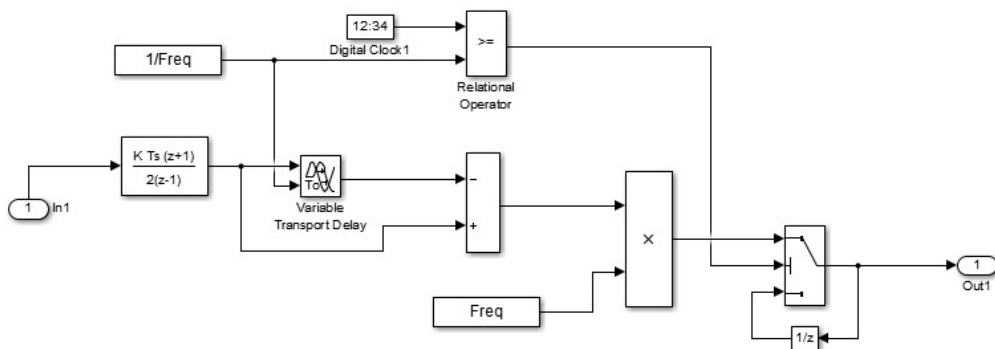 12:34
Digital Clock1
>=
1/Freq
Relational
Operator
K Ts (z+1)
2(z-1)
To
−
Variable
Transport Delay
1
In1
+
×
Freq
1
Out1
1/z